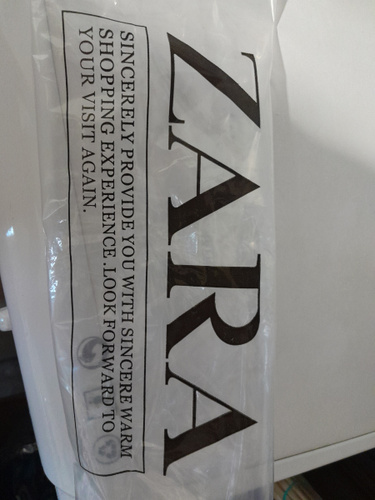 ZARA
SINCERELY PROVIDE YOU WITH SINCERE WARM
SHOPPING EXPERIENCE .LOOK FORWARD TO
YOUR VISIT AGAIN.